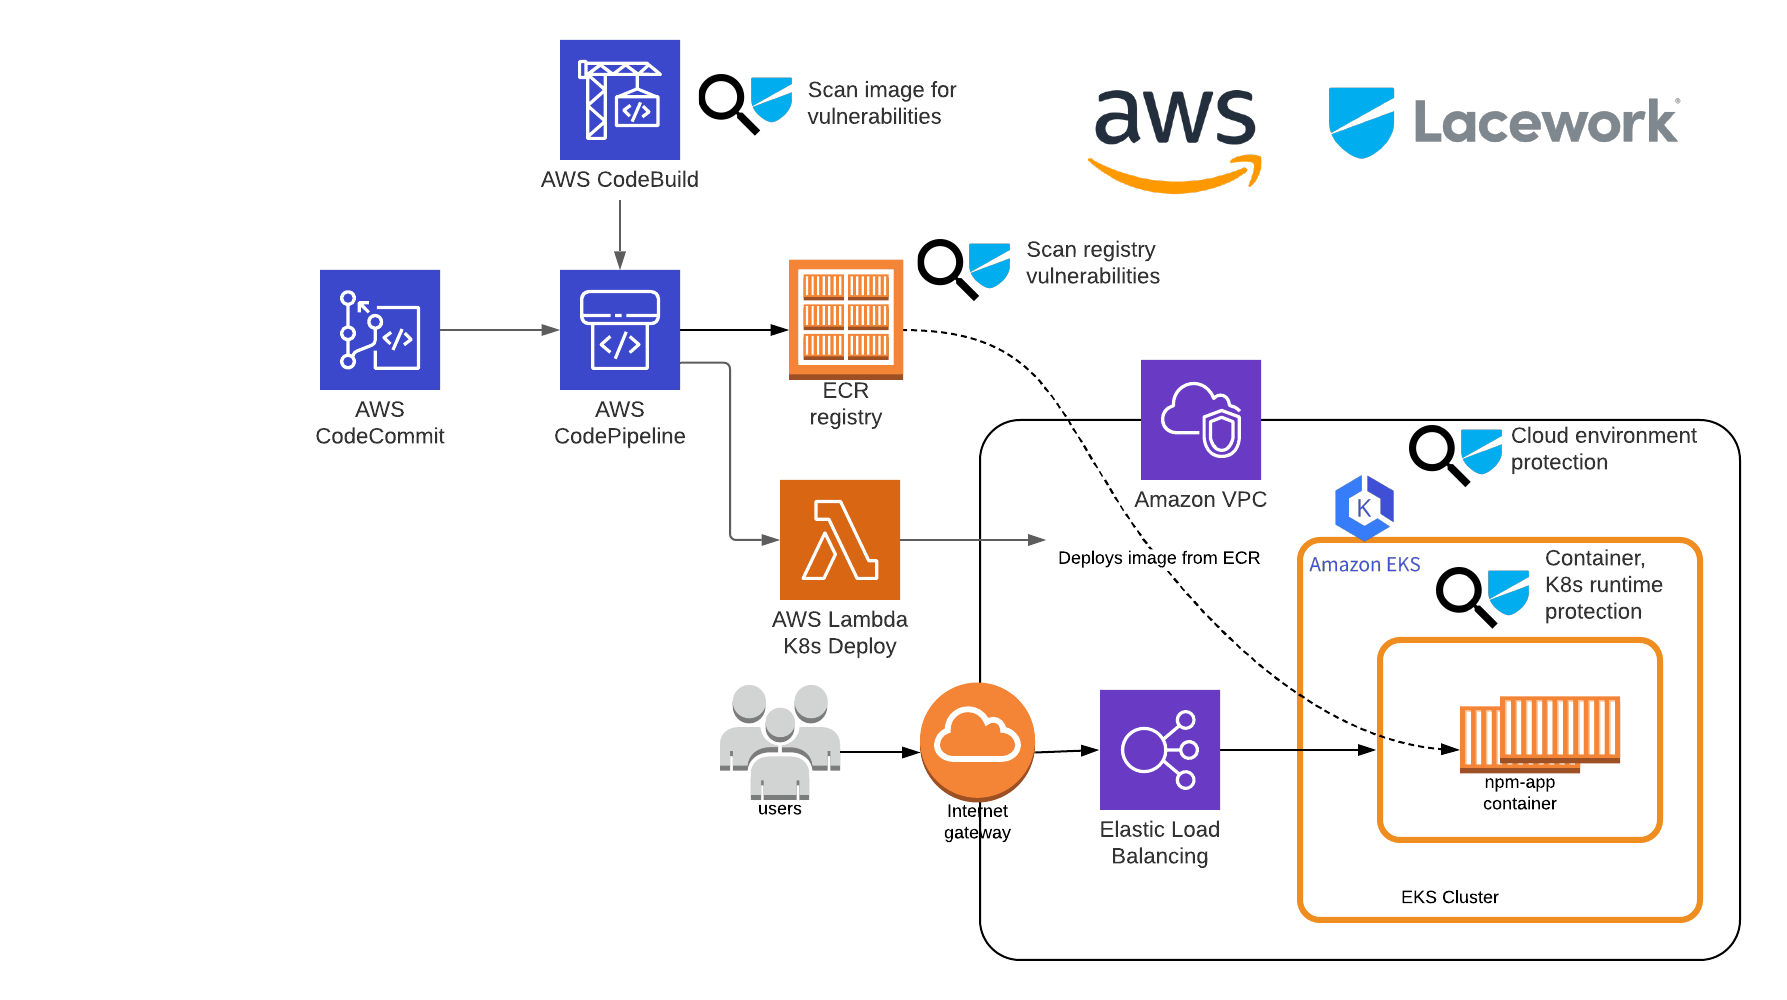 Scan image for
vulnerabilities
aws
Lacework®
AWS CodeBuild
Scan registry
vulnerabilities
AWS
CodeCommit
AWS
CodePipeline
ECR
registry
Cloud environment
protection
Amazon VPC
K
Deploys image from ECR
Amazon EKS
Container,
K8s runtime
protection
AWS Lambda
K8s Deploy
users
Internet
gateway
Elastic Load
Balancing
npm-app
container
EKS Cluster